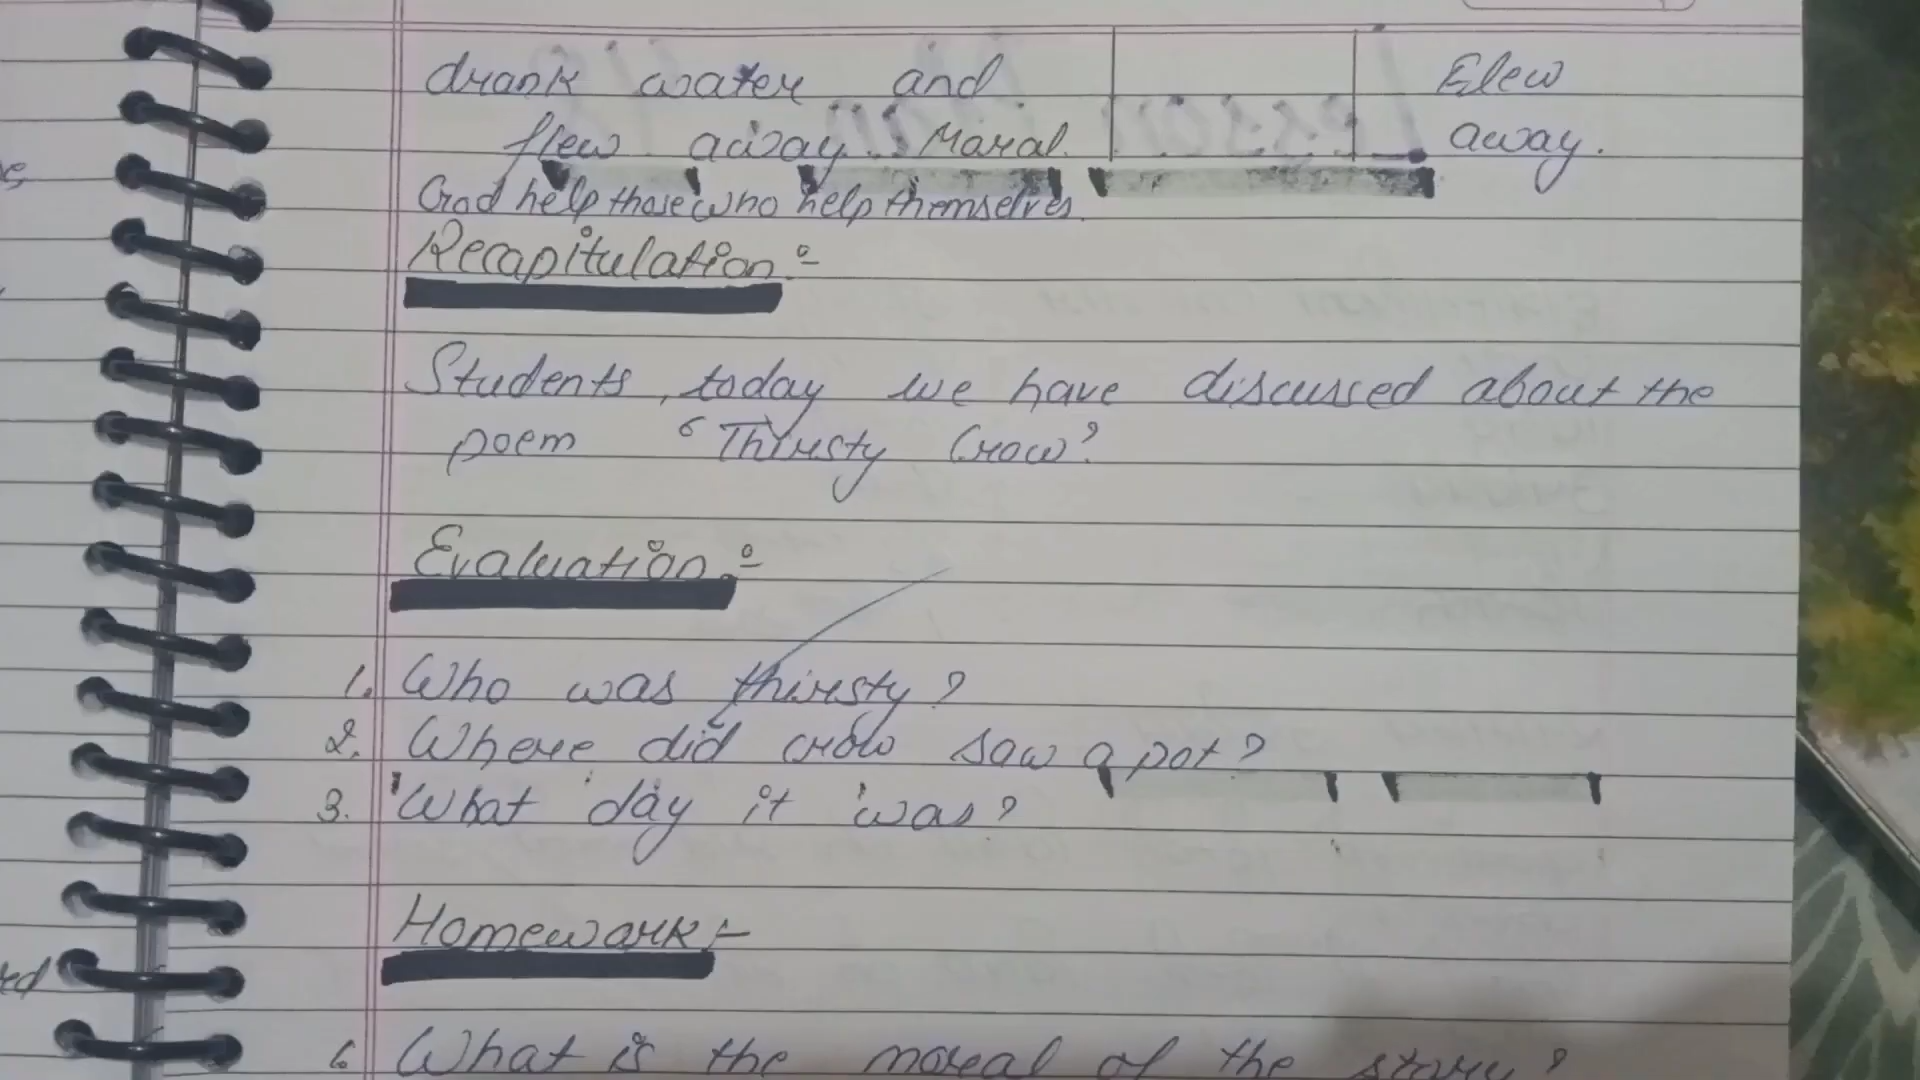 drank water and
flew away. Moral.
God help those who help themselves.
Flew
away.
Recapitulation :-
Students, today we have discussed about the
poem 'Thirsty Crow'
Evaluation :-
1. Who was thirsty?
2. Where did crow saw a pot?
3. What day it was?
Homework :-
What is the moral of the story?